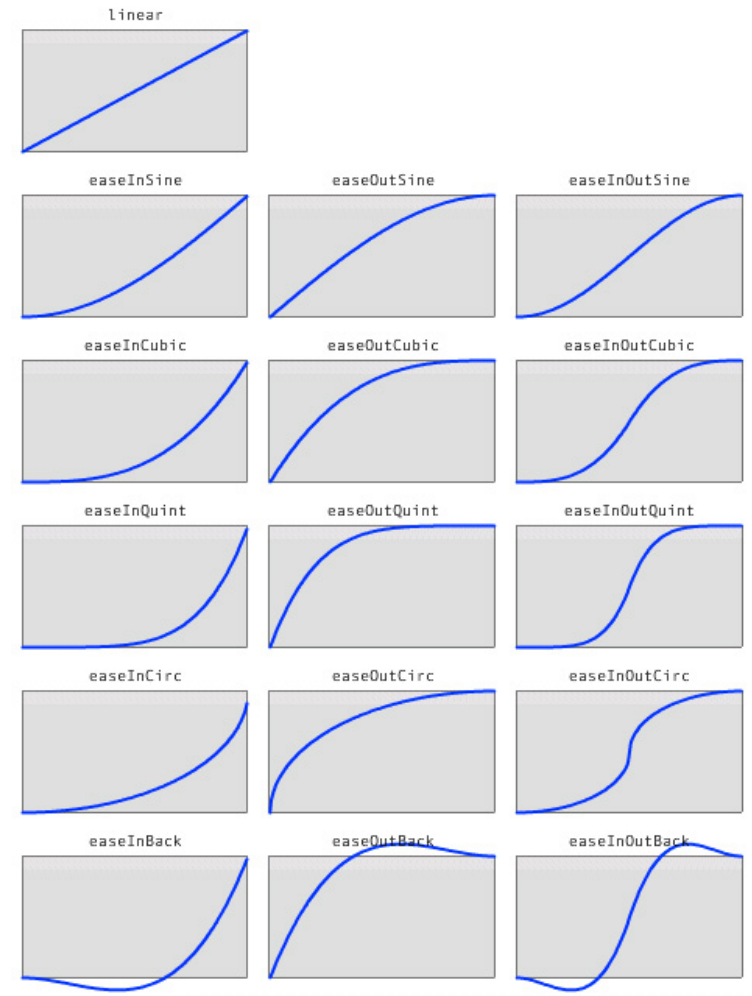 linear
easeInSine easeOutSine easeInOutSine
easeInCubic easeOutCubic easeInOutCubic
easeInQuint easeOutQuint easeInOutQuint
easeInCirc easeOutCirc easeInOutCirc
easeInBack easeOutBack easeInOutBack